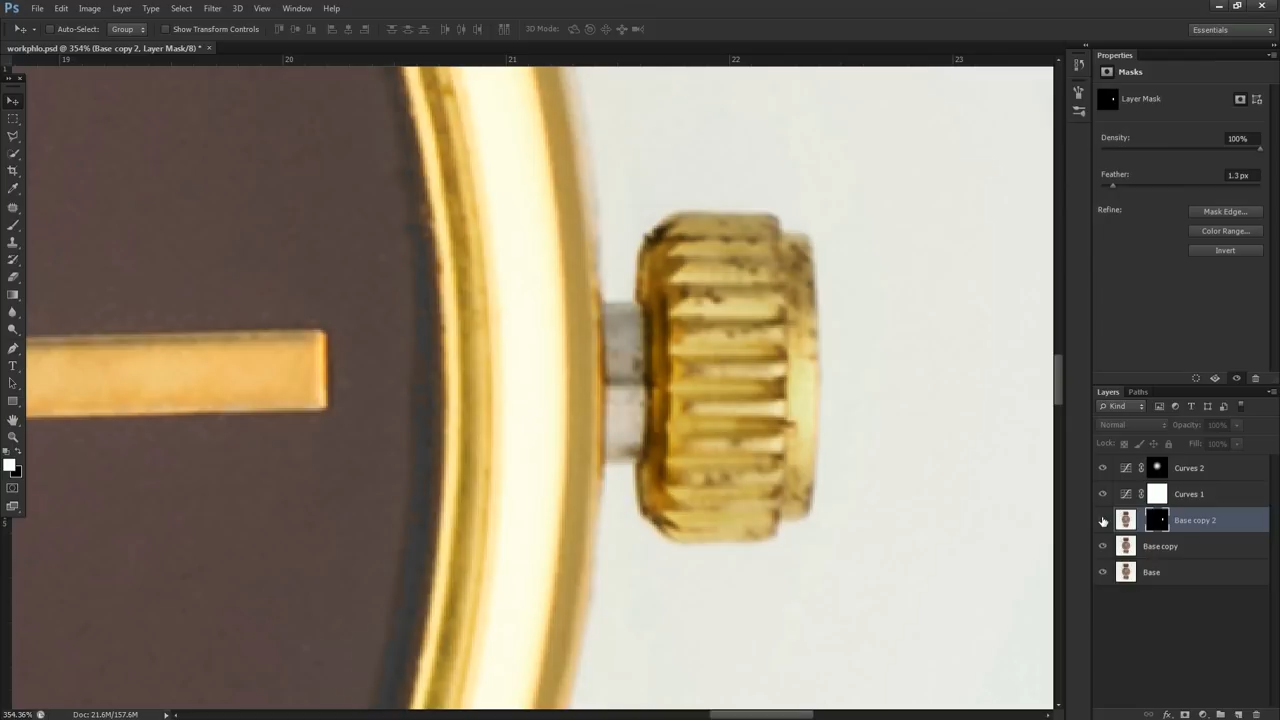 Ps File Edit Image Layer Type Select Filter 3D View Window Help
Auto-Select: Group Show Transform Controls 3D Mode: Essentials
workphlo.psd @ 354% (Base copy 2, Layer Mask/8) * ×
19 20 21 22 23
Properties
Masks
Layer Mask
Density: 100%
Feather: 1.3 px
Refine: Mask Edge...
Color Range...
Invert
Layers Paths
Kind
Normal Opacity: 100%
Lock: Fill: 100%
Curves 2
Curves 1
Base copy 2
Base copy
Base
354.36% Doc: 21.6M/157.6M